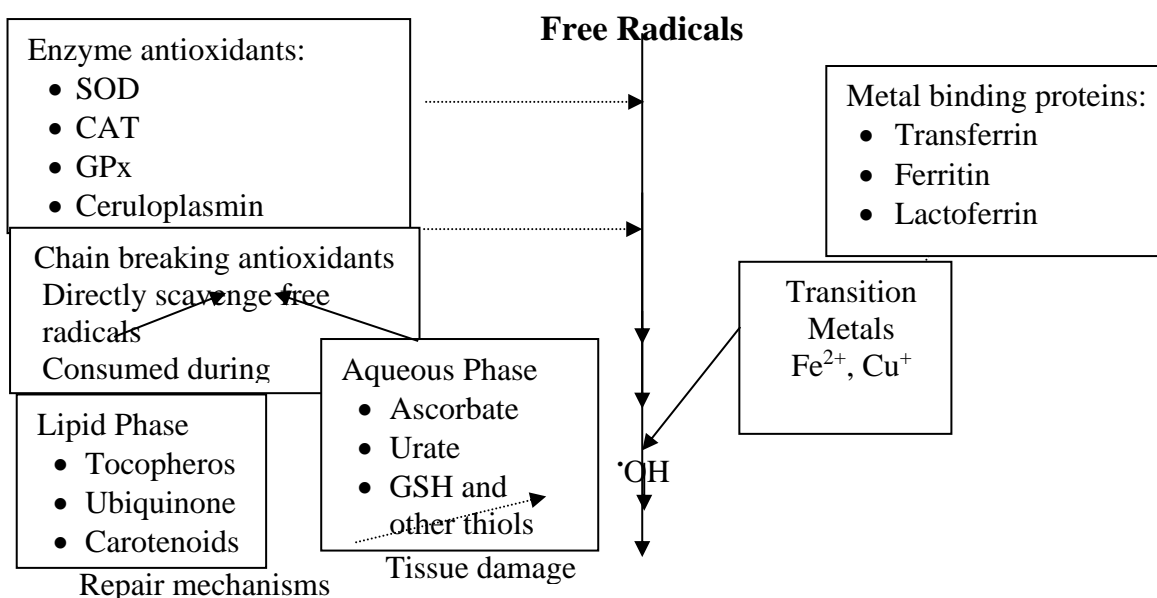 Free Radicals
Enzyme antioxidants:
• SOD
• CAT
• GPx
• Ceruloplasmin
Metal binding proteins:
• Transferrin
• Ferritin
• Lactoferrin
Chain breaking antioxidants
Directly scavenge free
radicals
Consumed during
Transition
Metals
Fe²⁺, Cu⁺
Aqueous Phase
• Ascorbate
• Urate
• GSH and
other thiols
Lipid Phase
• Tocopheros
• Ubiquinone
• Carotenoids
·OH
Tissue damage
Repair mechanisms